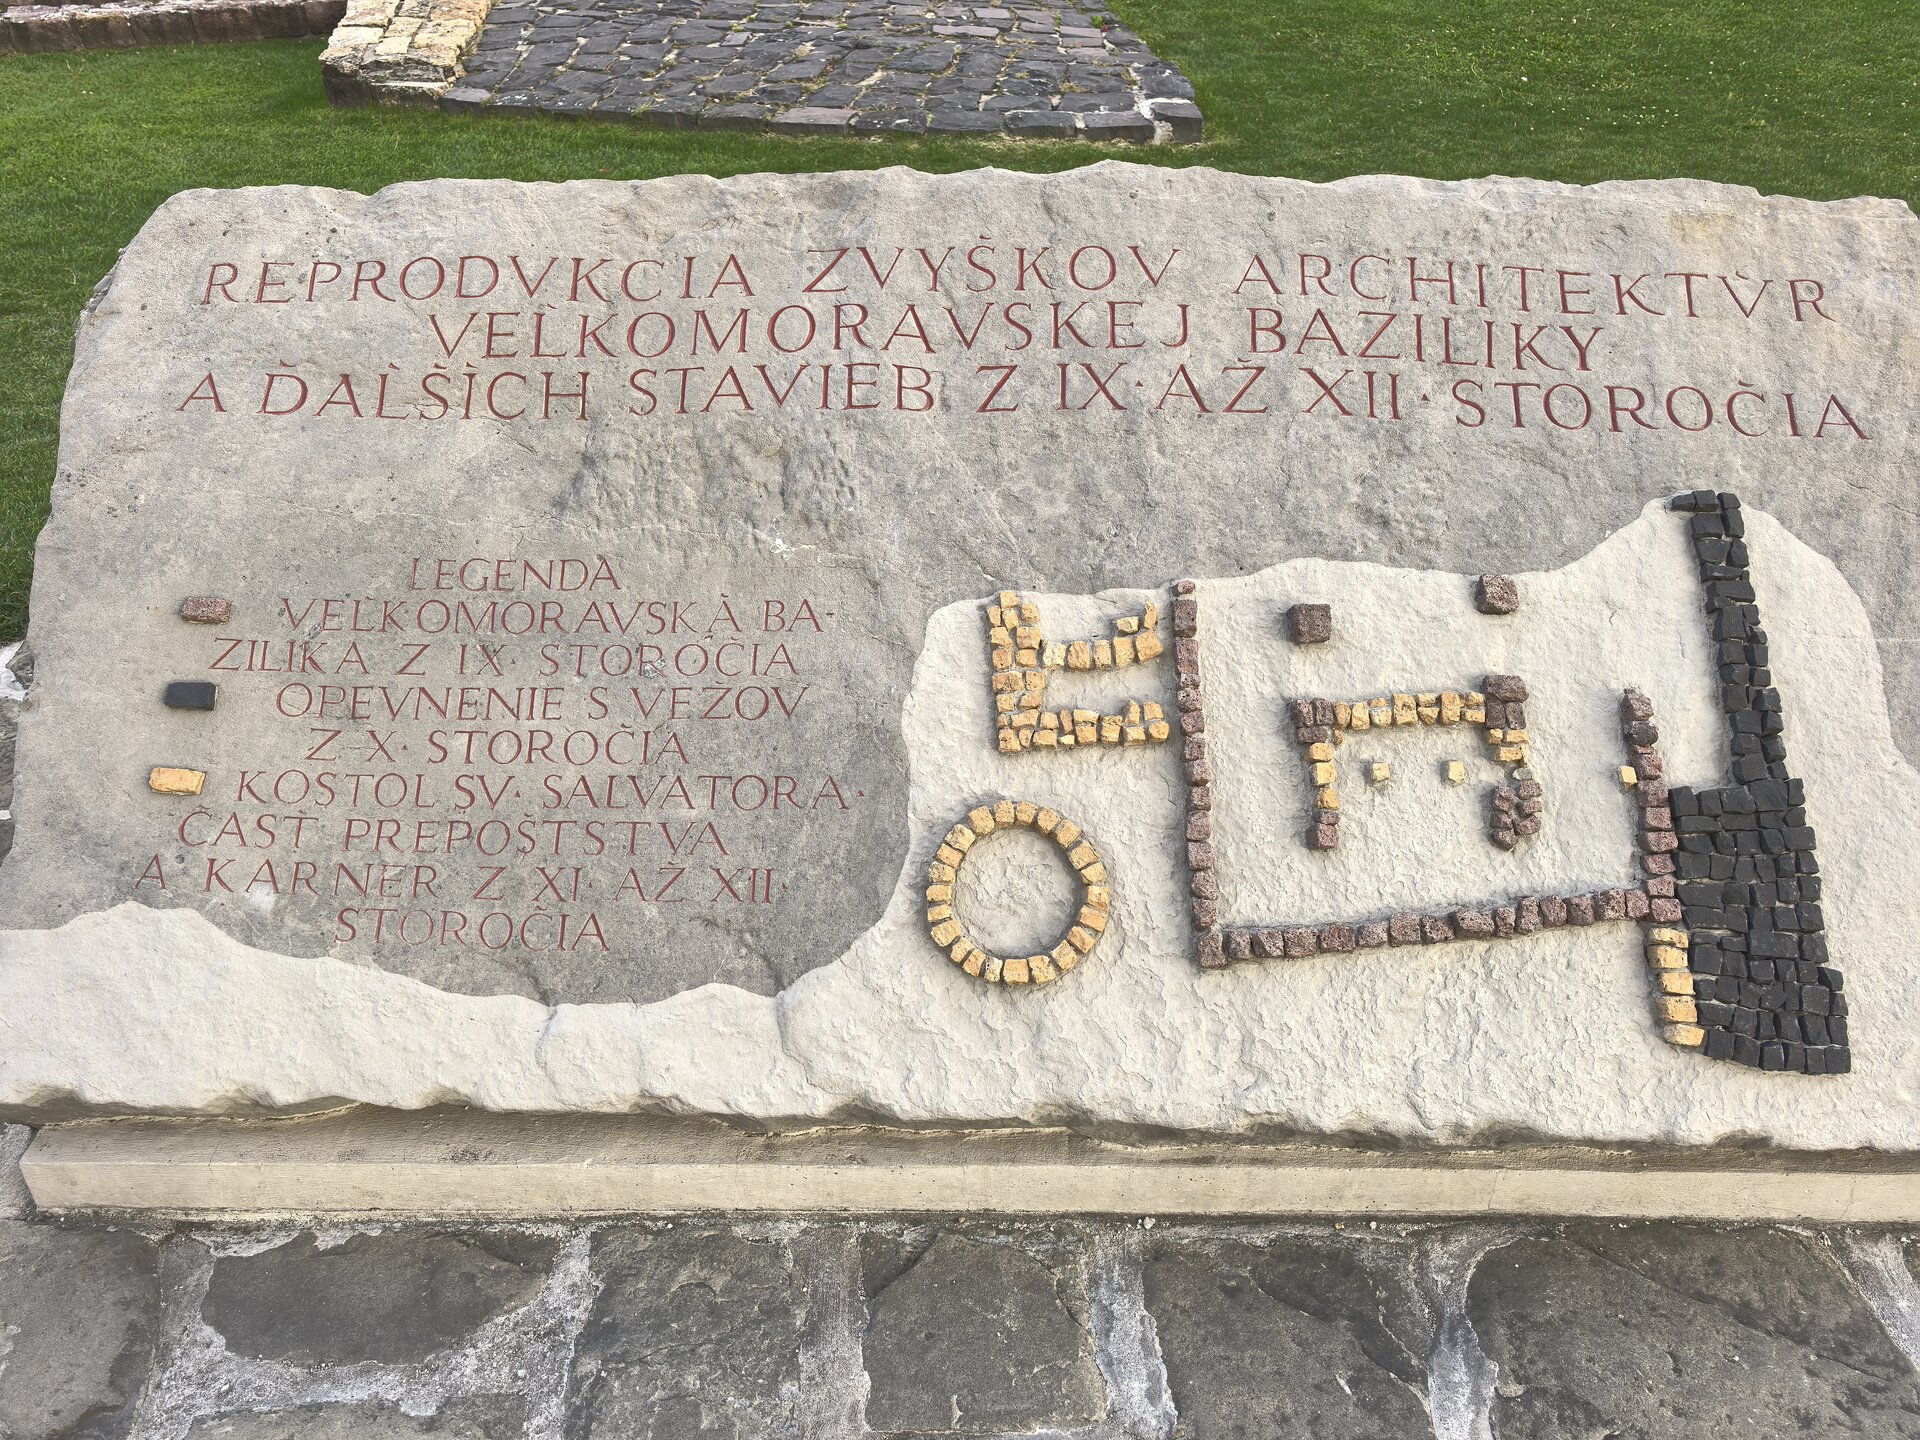 REPRODVKCIA ZVYŠKOV ARCHITEKTÚR
VEĽKOMORAVSKEJ BAZILIKY
A ĎALŠÍCH STAVIEB Z IX· AŽ XII· STOROČIA
LEGENDA
VEĽKOMORAVSKÁ BA-
ZILIKA Z IX· STOROČIA
OPEVNENIE S VEŽOV
Z X· STOROČIA
KOSTOL SV· SALVATORA·
ČASŤ PREPOŠTSTVA
A KARNER Z XI· AŽ XII·
STOROČIA